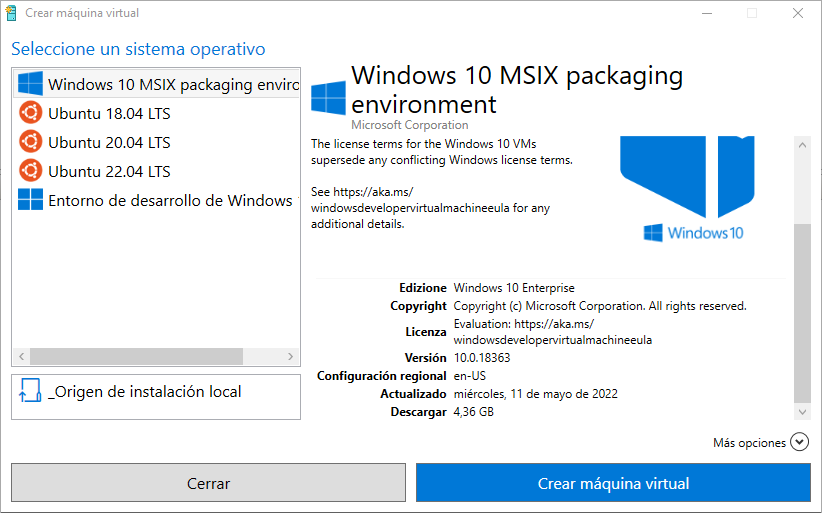 Crear máquina virtual
Seleccione un sistema operativo
Windows 10 MSIX packaging enviro
Ubuntu 18.04 LTS
Ubuntu 20.04 LTS
Ubuntu 22.04 LTS
Entorno de desarrollo de Windows
_Origen de instalación local
Windows 10 MSIX packaging
environment
Microsoft Corporation
The license terms for the Windows 10 VMs
supersede any conflicting Windows license terms.
See https://aka.ms/
windowsdevelopervirtualmachineeula for any
additional details.
Windows10
Edizione Windows 10 Enterprise
Copyright Copyright (c) Microsoft Corporation. All rights reserved.
Licenza Evaluation: https://aka.ms/
windowsdevelopervirtualmachineeula
Versión 10.0.18363
Configuración regional en-US
Actualizado miércoles, 11 de mayo de 2022
Descargar 4,36 GB
Más opciones
Cerrar
Crear máquina virtual